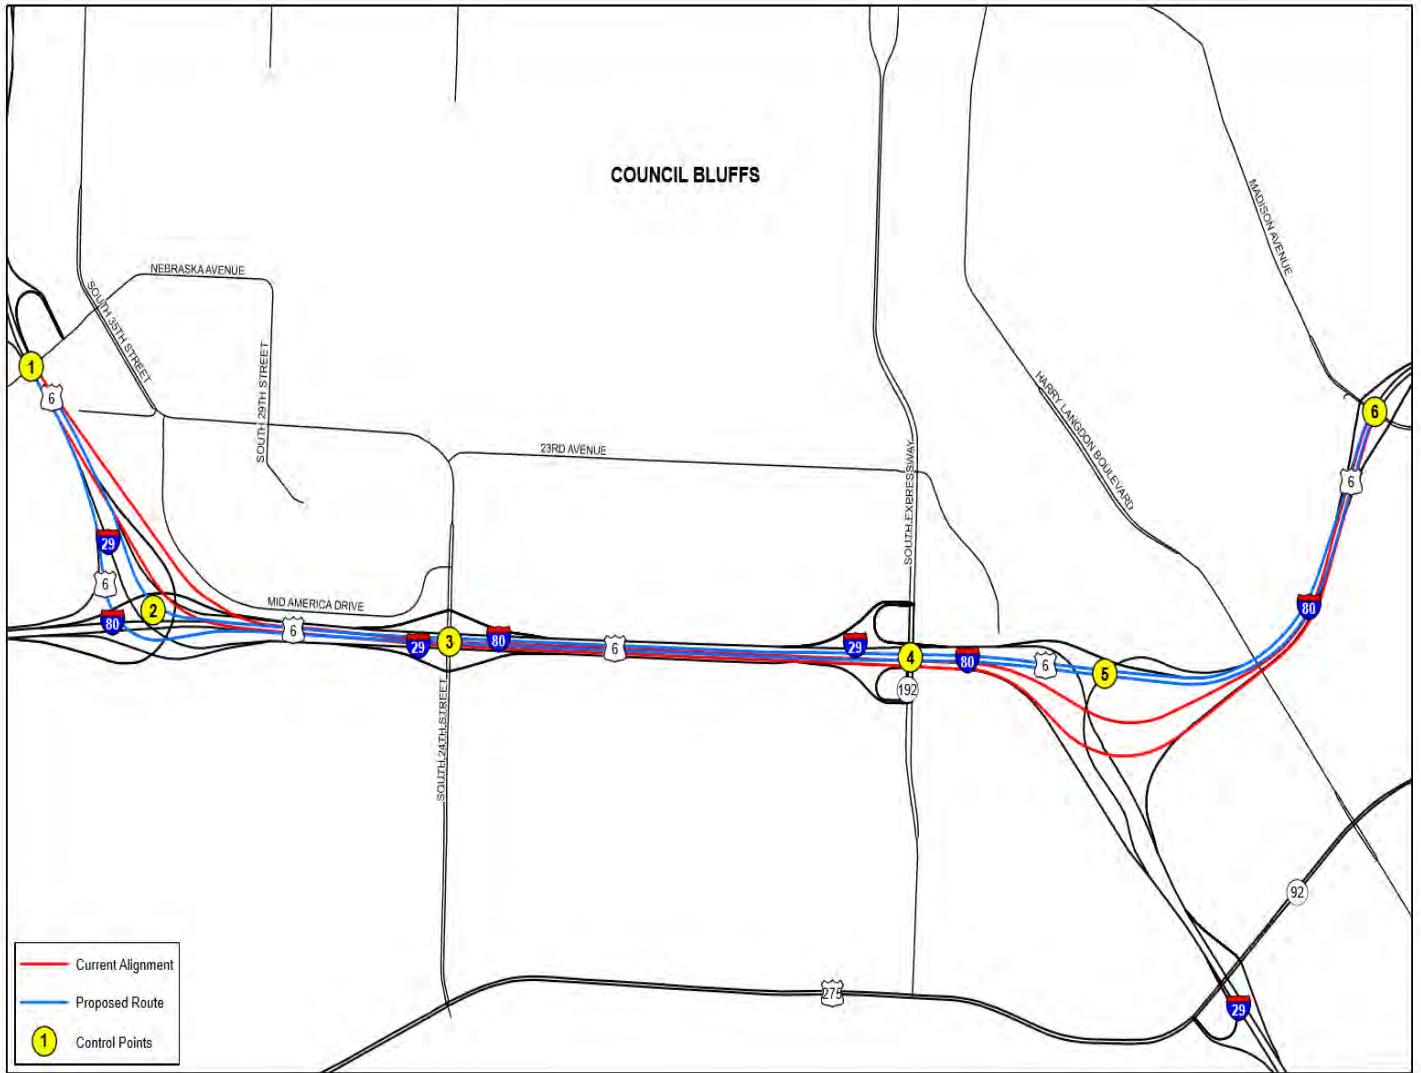 COUNCIL BLUFFS
MADISON AVENUE
NEBRASKA AVENUE
SOUTH 35TH STREET
SOUTH 29TH STREET
1
6
HARRY LANGDON BOULEVARD
6
23RD AVENUE
SOUTH EXPRESSWAY
6
29
6
MID AMERICA DRIVE
2
80
6
29
3
80
6
29
4
80
6
5
80
192
SOUTH 24TH STREET
92
275
29
Current Alignment
Proposed Route
1 Control Points